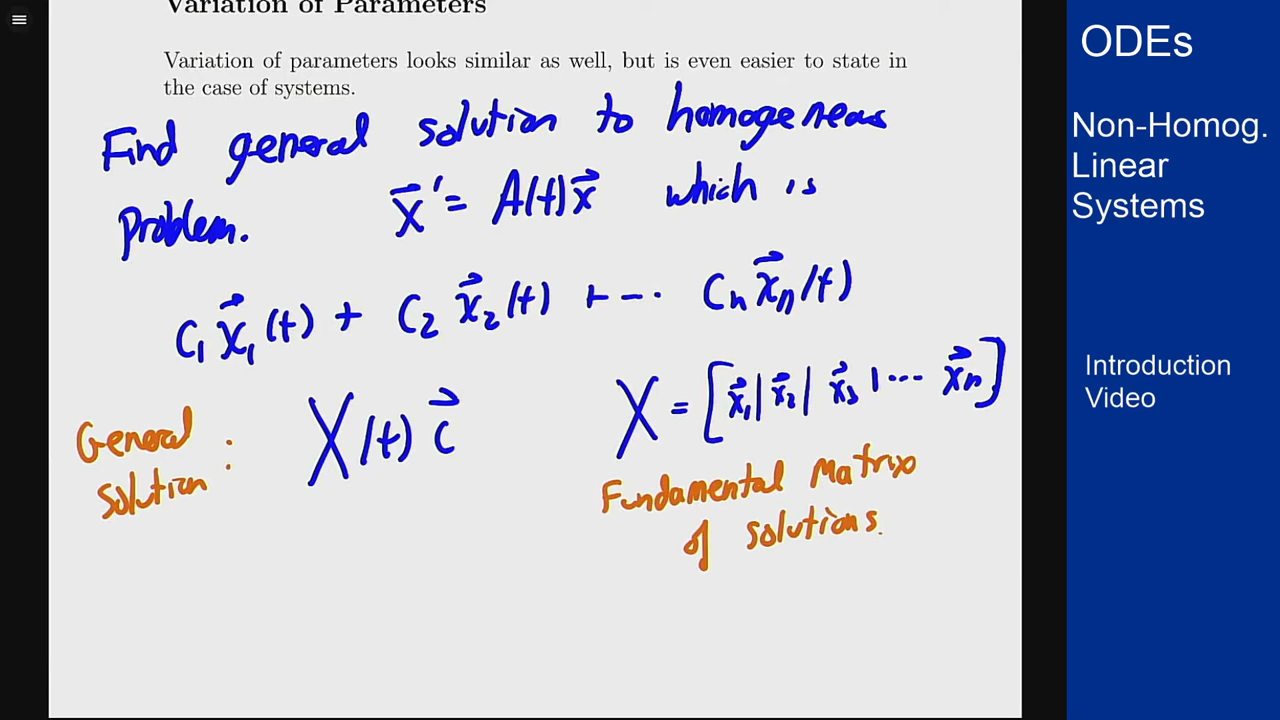 Variation of Parameters
Variation of parameters looks similar as well, but is even easier to state in
the case of systems.
Find general solution to homogeneous
problem. x⃗' = A(t)x⃗ which is
C₁x⃗₁(t) + C₂x⃗₂(t) + -- · Cₙx⃗ₙ(t)
General solution : X(t) c⃗
X = [x⃗₁ | x⃗₂ | x⃗₃ | ··· x⃗ₙ]
Fundamental Matrix
of solutions.
ODEs
Non-Homog.
Linear
Systems
Introduction
Video